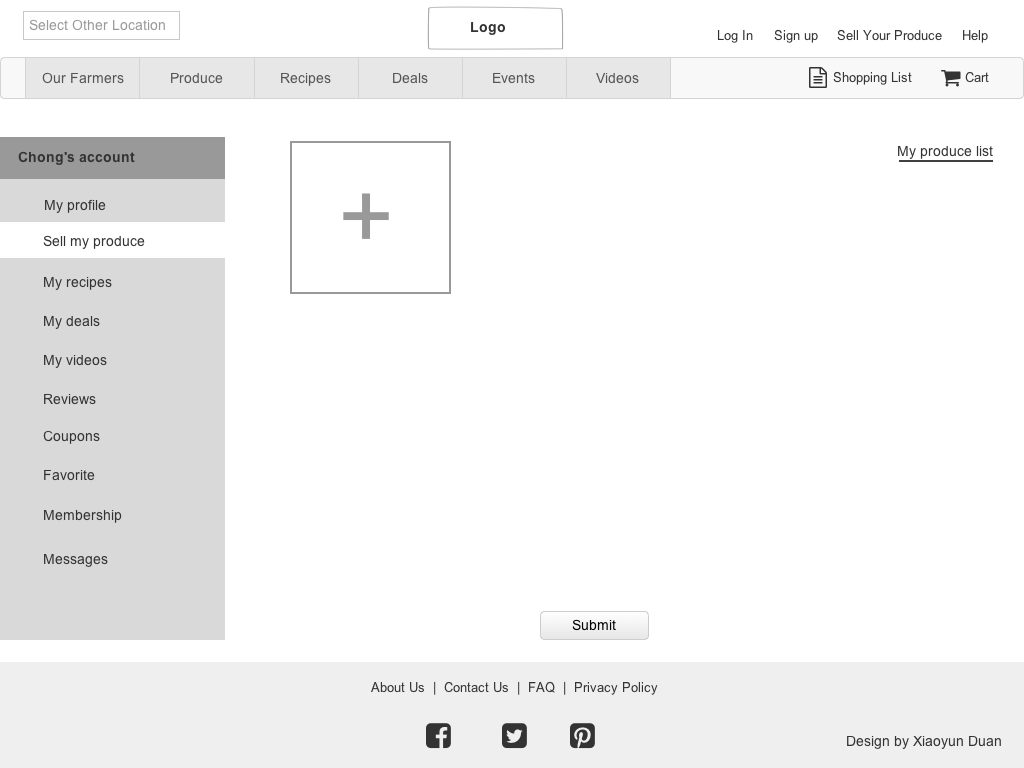 Select Other Location
Logo
Log In Sign up Sell Your Produce Help
Our Farmers Produce Recipes Deals Events Videos Shopping List Cart
Chong's account
My profile
Sell my produce
My recipes
My deals
My videos
Reviews
Coupons
Favorite
Membership
Messages
My produce list
Submit
About Us | Contact Us | FAQ | Privacy Policy
Design by Xiaoyun Duan